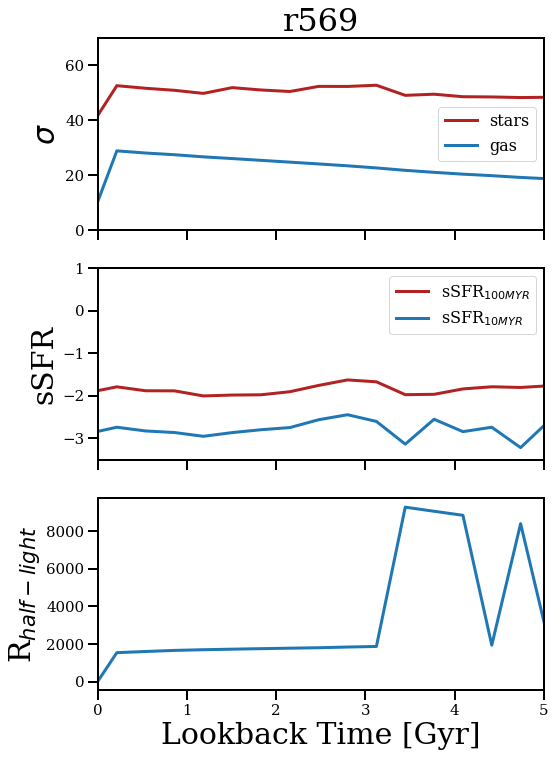 r569
60
40
20
0
σ
stars
gas
1
0
−1
−2
−3
sSFR
sSFR100MYR
sSFR10MYR
8000
6000
4000
2000
0
Rhalf−light
0 1 2 3 4 5
Lookback Time [Gyr]